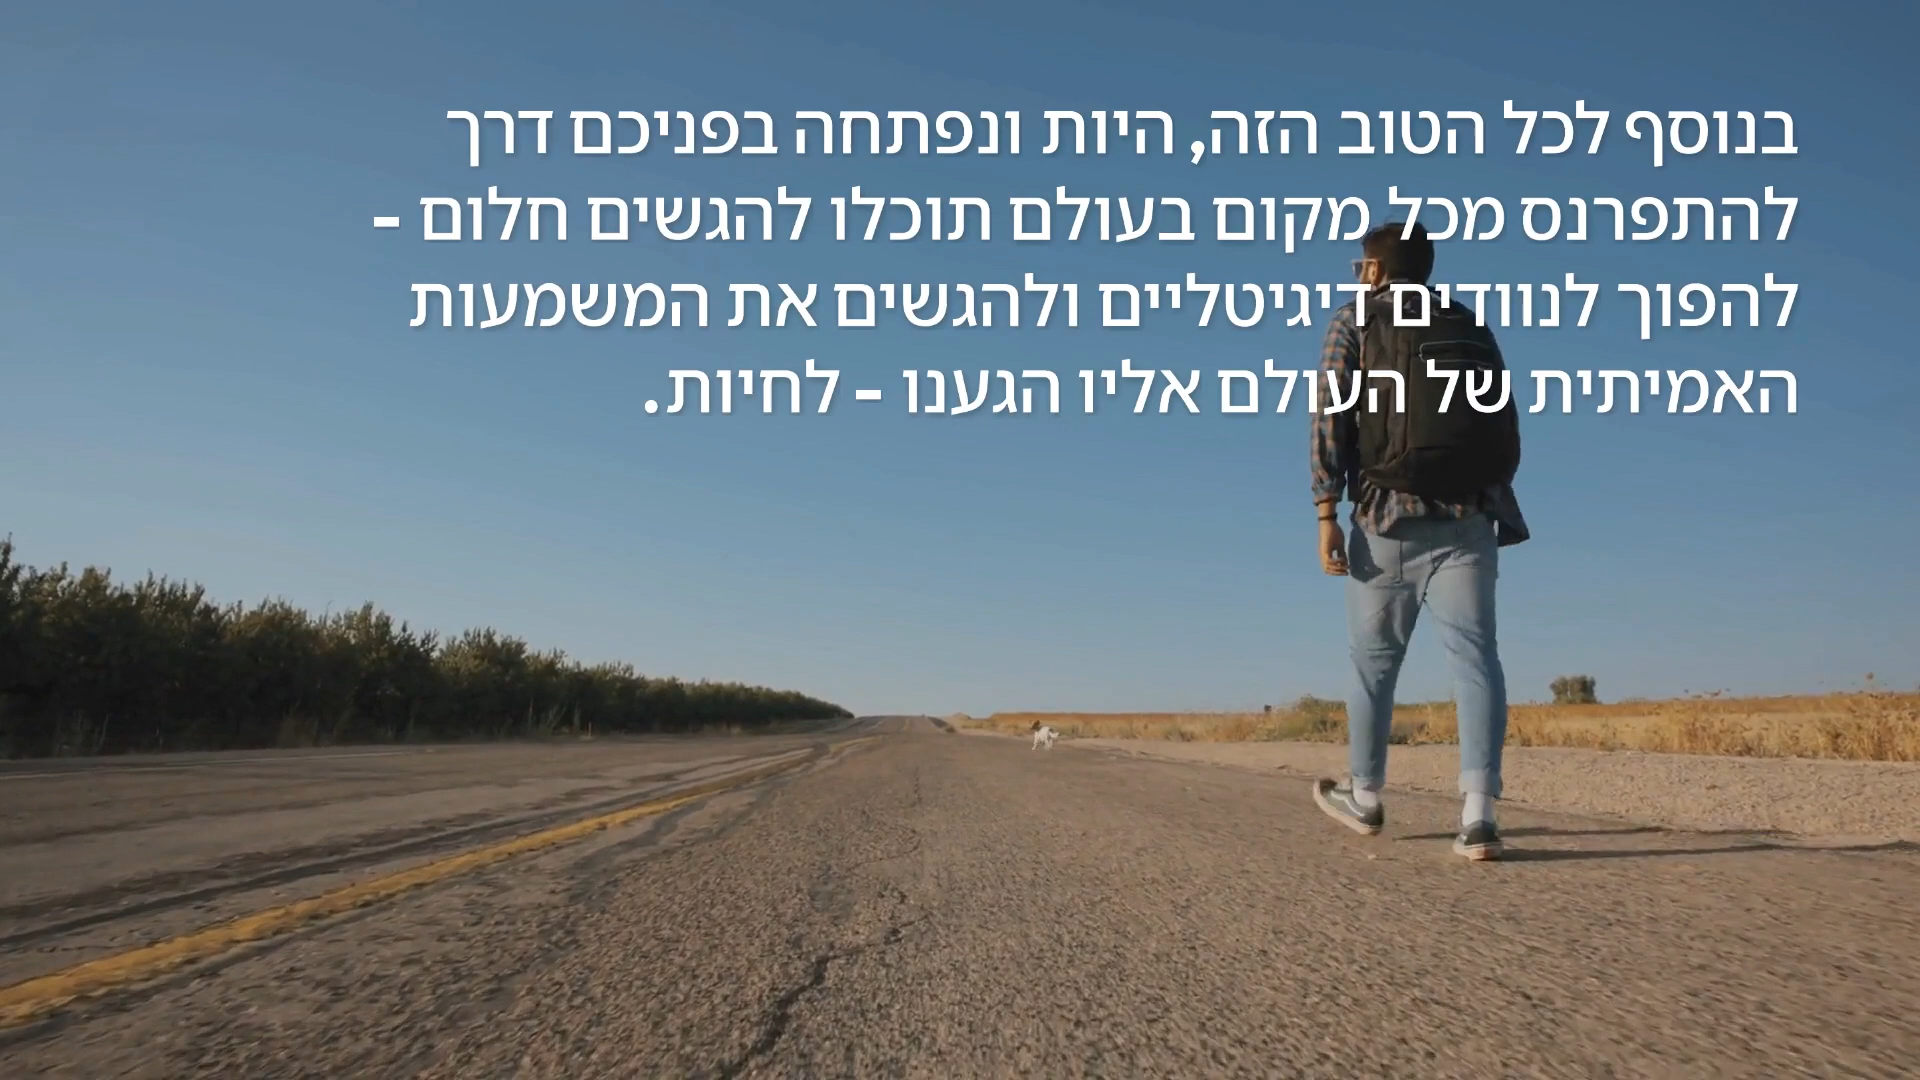 בנוסף לכל הטוב הזה, היות ונפתחה בפניכם דרך
להתפרנס מכל מקום בעולם תוכלו להגשים חלום -
להפוך לנוודים דיגיטליים ולהגשים את המשמעות
האמיתית של העולם אליו הגענו - לחיות.